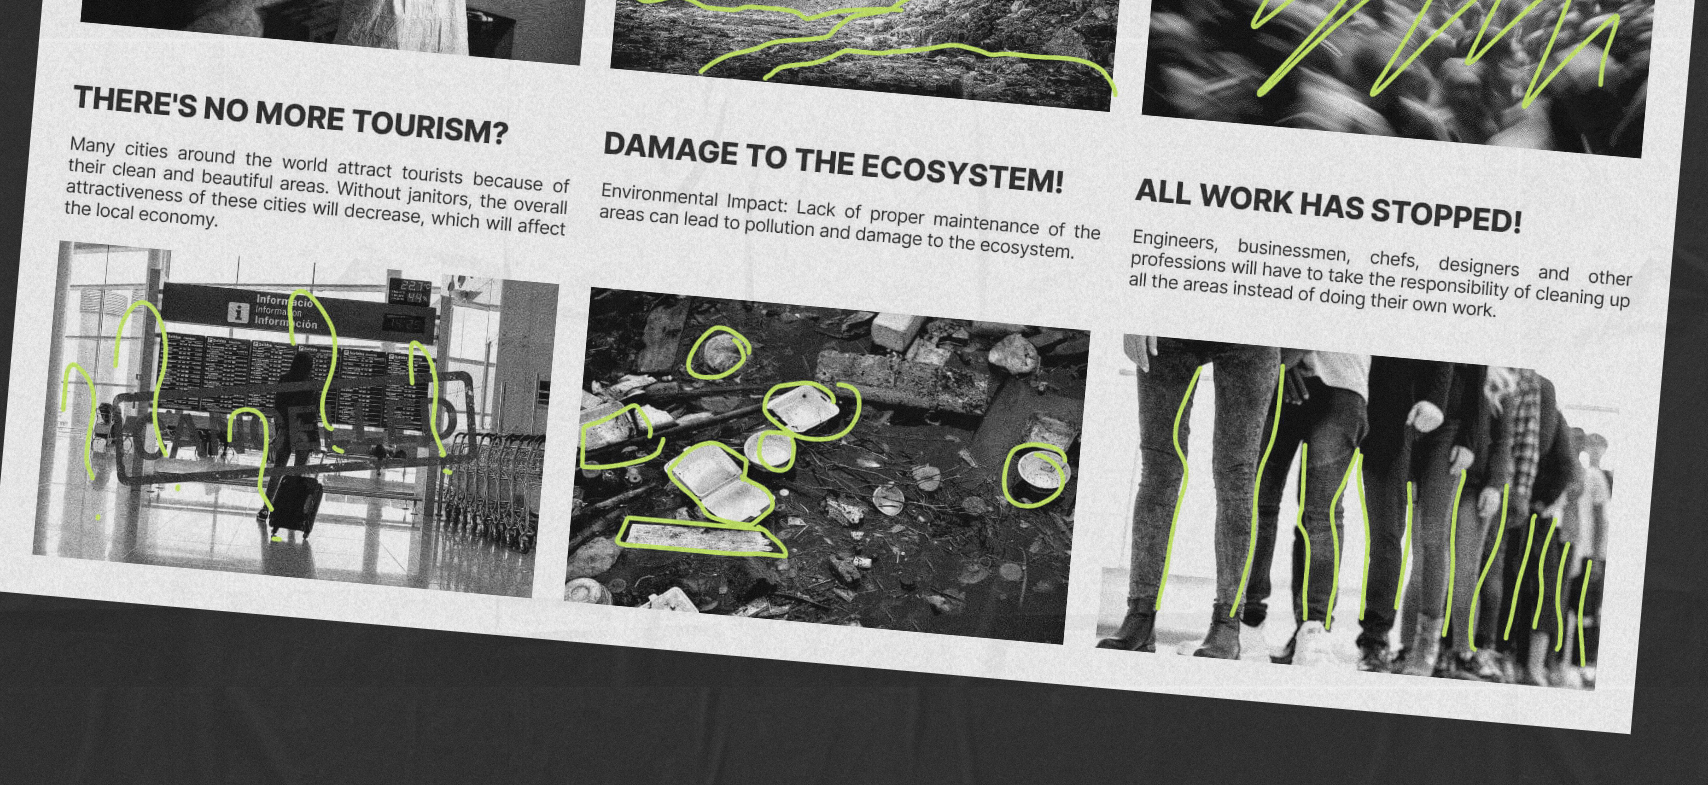 THERE'S NO MORE TOURISM?
Many cities around the world attract tourists because of
their clean and beautiful areas. Without janitors, the overall
attractiveness of these cities will decrease, which will affect
the local economy.
Informació
Information
Información
i
CANCELLED
DAMAGE TO THE ECOSYSTEM!
Environmental Impact: Lack of proper maintenance of the
areas can lead to pollution and damage to the ecosystem.
ALL WORK HAS STOPPED!
Engineers, businessmen, chefs, designers and other
professions will have to take the responsibility of cleaning up
all the areas instead of doing their own work.